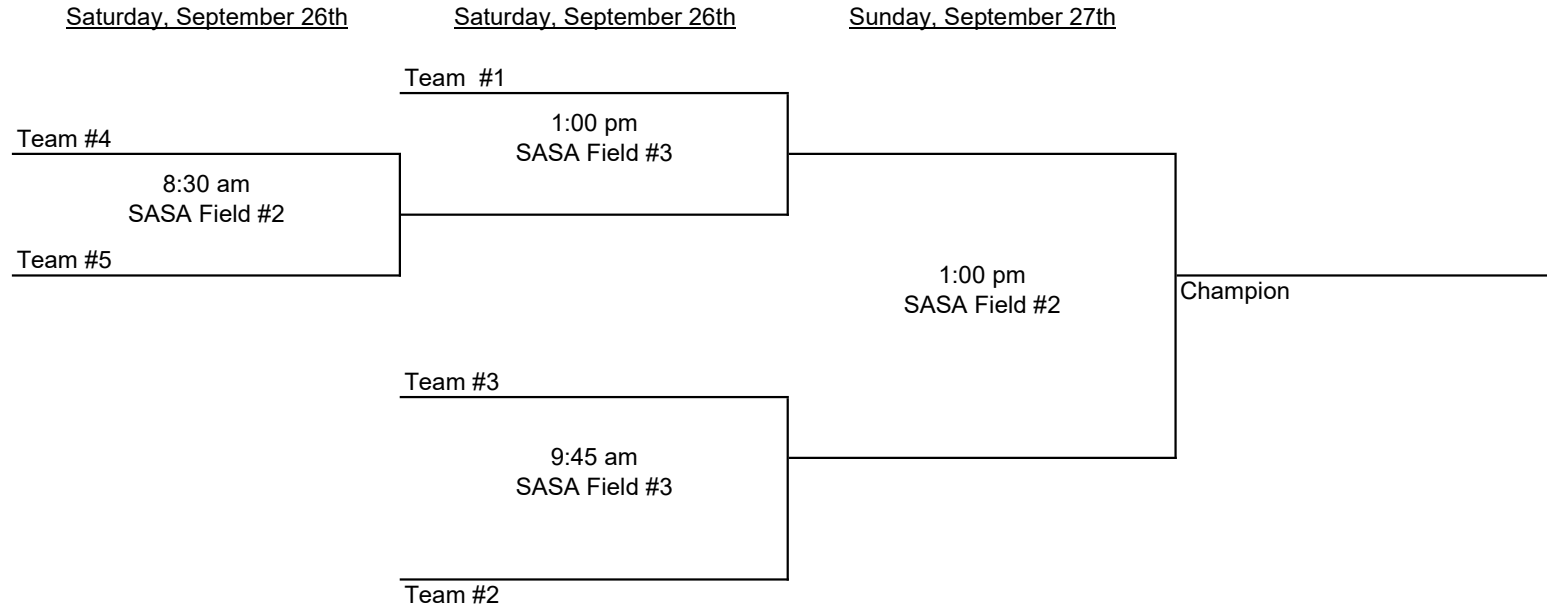 Saturday, September 26th
Saturday, September 26th
Sunday, September 27th
Team  #1
1:00 pm
SASA Field #3
Team #4
8:30 am
SASA Field #2
Team #5
1:00 pm
SASA Field #2
Champion
Team #3
9:45 am
SASA Field #3
Team #2